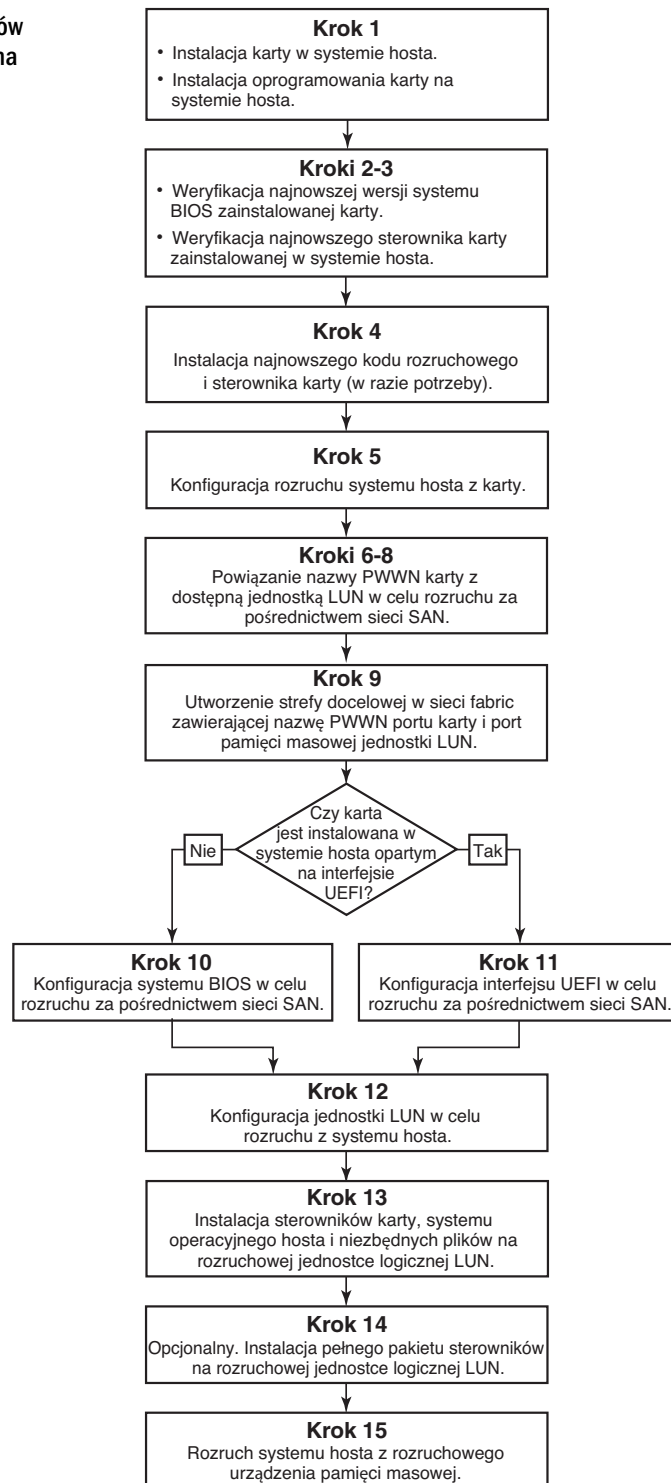 Krok 1
• Instalacja karty w systemie hosta.
• Instalacja oprogramowania karty na
systemie hosta.
Kroki 2-3
• Weryfikacja najnowszej wersji systemu
BIOS zainstalowanej karty.
• Weryfikacja najnowszego sterownika karty
zainstalowanej w systemie hosta.
Krok 4
Instalacja najnowszego kodu rozruchowego
i sterownika karty (w razie potrzeby).
Krok 5
Konfiguracja rozruchu systemu hosta z karty.
Kroki 6-8
Powiązanie nazwy PWWN karty z
dostępną jednostką LUN w celu rozruchu za
pośrednictwem sieci SAN.
Krok 9
Utworzenie strefy docelowej w sieci fabric
zawierającej nazwę PWWN portu karty i port
pamięci masowej jednostki LUN.
Czy karta
jest instalowana w
systemie hosta opartym
na interfejsie
UEFI?
Nie
Tak
Krok 10
Konfiguracja systemu BIOS w celu
rozruchu za pośrednictwem sieci SAN.
Krok 11
Konfiguracja interfejsu UEFI w celu
rozruchu za pośrednictwem sieci SAN.
Krok 12
Konfiguracja jednostki LUN w celu
rozruchu z systemu hosta.
Krok 13
Instalacja sterowników karty, systemu
operacyjnego hosta i niezbędnych plików na
rozruchowej jednostce logicznej LUN.
Krok 14
Opcjonalny. Instalacja pełnego pakietu sterowników
na rozruchowej jednostce logicznej LUN.
Krok 15
Rozruch systemu hosta z rozruchowego
urządzenia pamięci masowej.